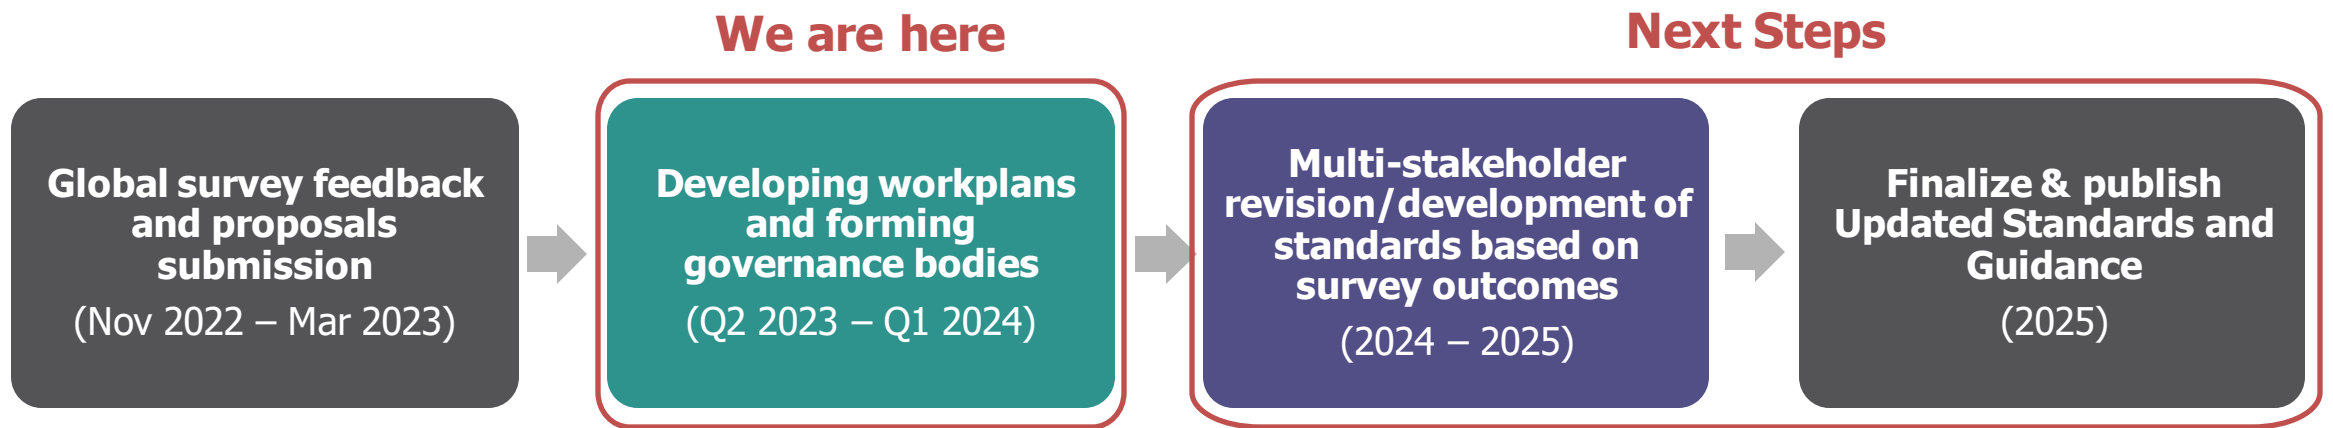 We are here
Next Steps
Global survey feedback
and proposals
submission
(Nov 2022 – Mar 2023)
Developing workplans
and forming
governance bodies
(Q2 2023 – Q1 2024)
Multi-stakeholder
revision/development of
standards based on
survey outcomes
(2024 – 2025)
Finalize & publish
Updated Standards and
Guidance
(2025)